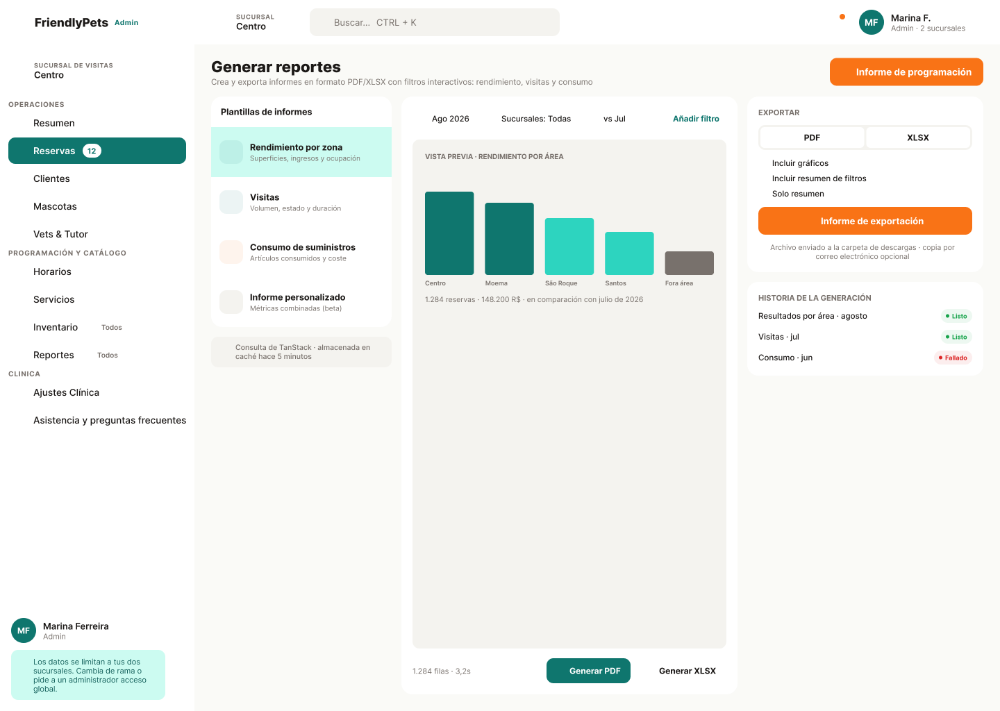 FriendlyPets Admin
SUCURSAL
Centro
Buscar... CTRL + K
MF
Marina F.
Admin · 2 sucursales
SUCURSAL DE VISITAS
Centro
OPERACIONES
Resumen
Reservas 12
Clientes
Mascotas
Vets & Tutor
PROGRAMACIÓN Y CATÁLOGO
Horarios
Servicios
Inventario Todos
Reportes Todos
CLINICA
Ajustes Clínica
Asistencia y preguntas frecuentes
MF
Marina Ferreira
Admin
Los datos se limitan a tus dos
sucursales. Cambia de rama o
pide a un administrador acceso
global.
Generar reportes
Crea y exporta informes en formato PDF/XLSX con filtros interactivos: rendimiento, visitas y consumo
Informe de programación
Plantillas de informes
Rendimiento por zona
Superficies, ingresos y ocupación
Visitas
Volumen, estado y duración
Consumo de suministros
Artículos consumidos y coste
Informe personalizado
Métricas combinadas (beta)
Consulta de TanStack · almacenada en
caché hace 5 minutos
Ago 2026 Sucursales: Todas vs Jul Añadir filtro
VISTA PREVIA · RENDIMIENTO POR ÁREA
Centro Moema São Roque Santos Fora área
1.284 reservas · 148.200 R$ · en comparación con julio de 2026
1.284 filas · 3,2s
Generar PDF
Generar XLSX
EXPORTAR
PDF XLSX
Incluir gráficos
Incluir resumen de filtros
Solo resumen
Informe de exportación
Archivo enviado a la carpeta de descargas · copia por
correo electrónico opcional
HISTORIA DE LA GENERACIÓN
Resultados por área · agosto Listo
Visitas · jul Listo
Consumo · jun Fallado